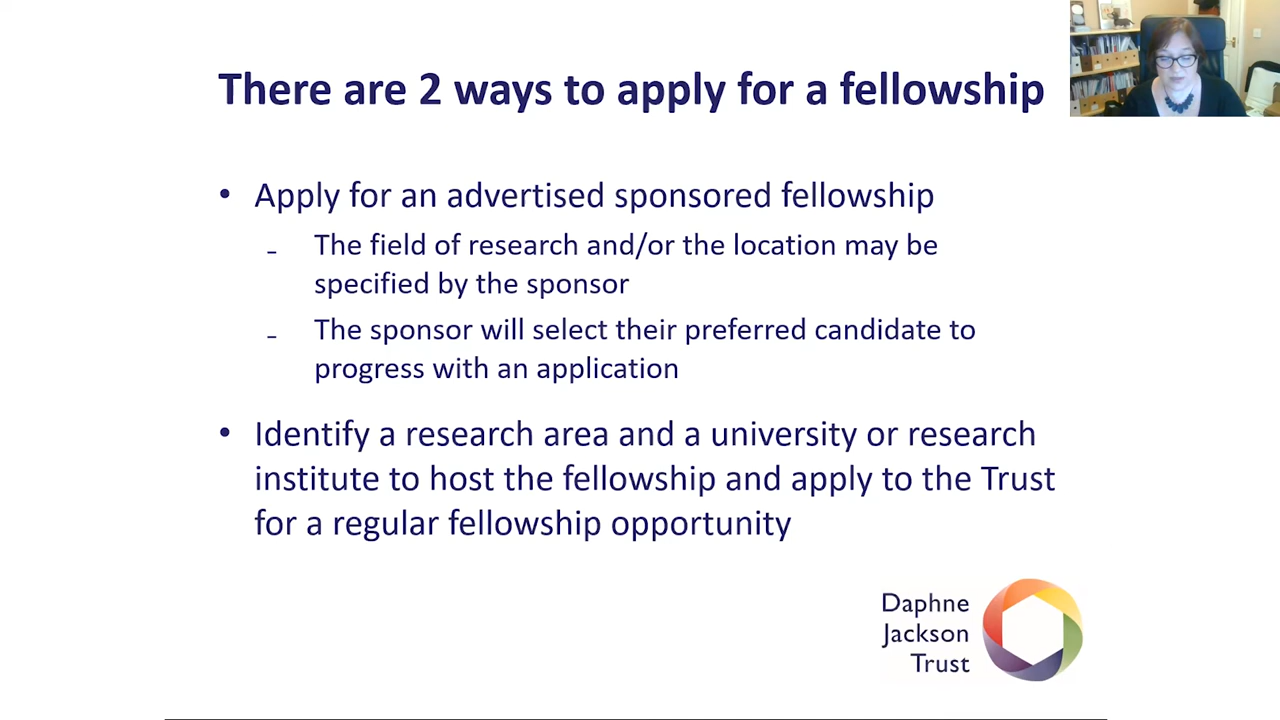 There are 2 ways to apply for a fellowship
• Apply for an advertised sponsored fellowship
– The field of research and/or the location may be
specified by the sponsor
– The sponsor will select their preferred candidate to
progress with an application
• Identify a research area and a university or research
institute to host the fellowship and apply to the Trust
for a regular fellowship opportunity
Daphne
Jackson
Trust